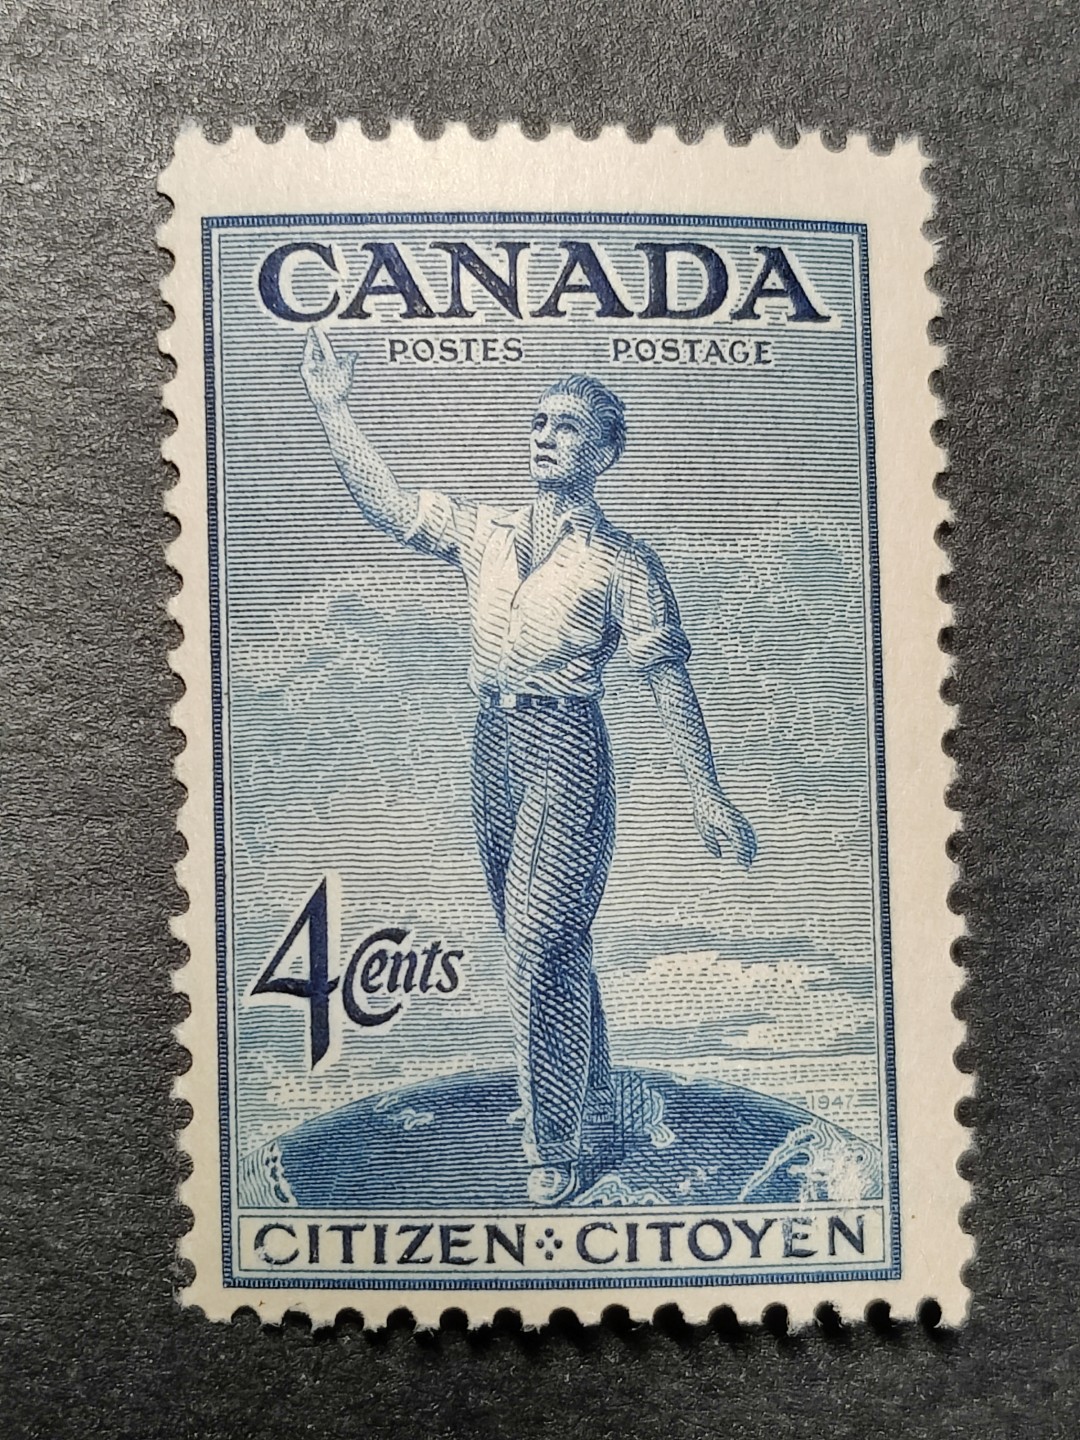 CANADA
POSTES POSTAGE
4 Cents
1947
CITIZEN CITOYEN